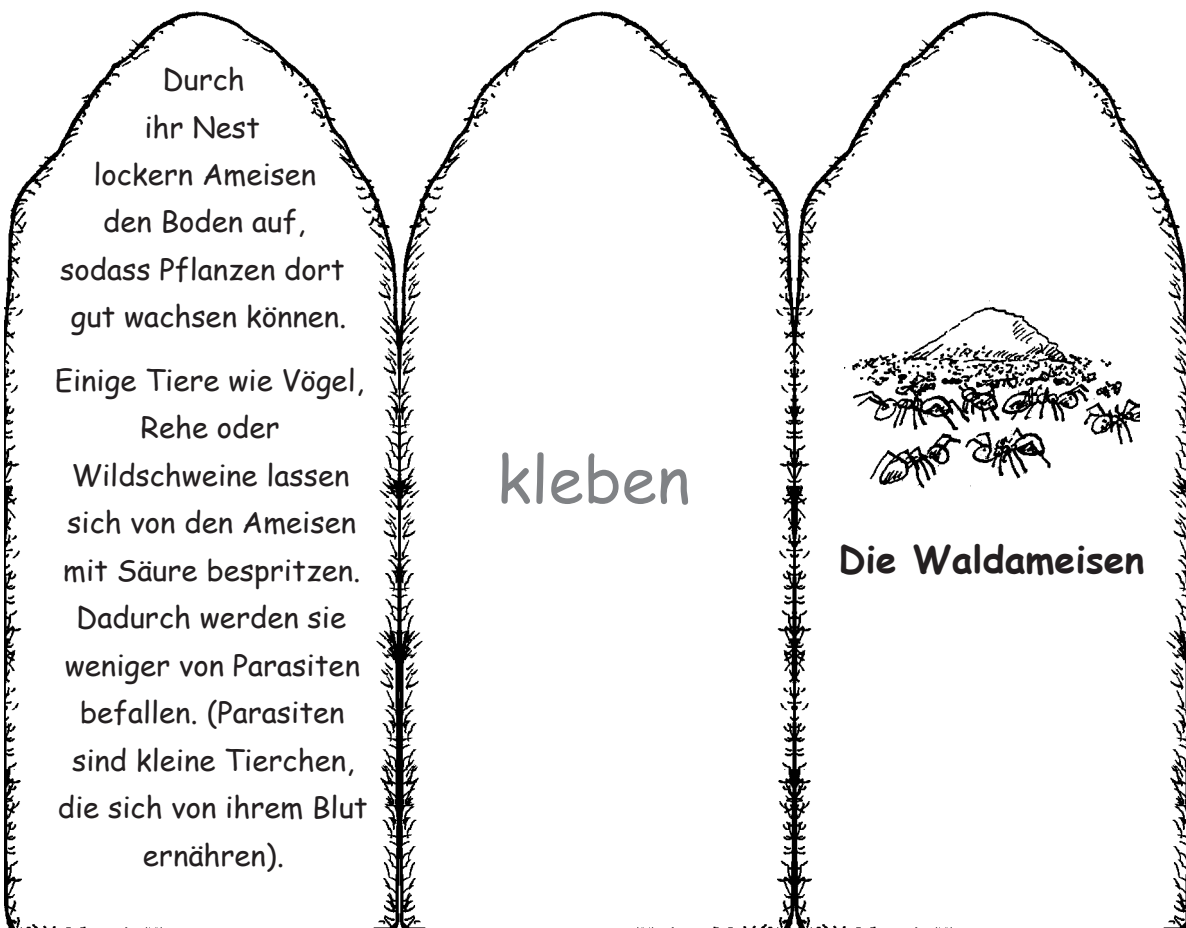 Durch
ihr Nest
lockern Ameisen
den Boden auf,
sodass Pflanzen dort
gut wachsen können.
Einige Tiere wie Vögel,
Rehe oder
Wildschweine lassen
sich von den Ameisen
mit Säure bespritzen.
Dadurch werden sie
weniger von Parasiten
befallen. (Parasiten
sind kleine Tierchen,
die sich von ihrem Blut
ernähren).
kleben
Die Waldameisen